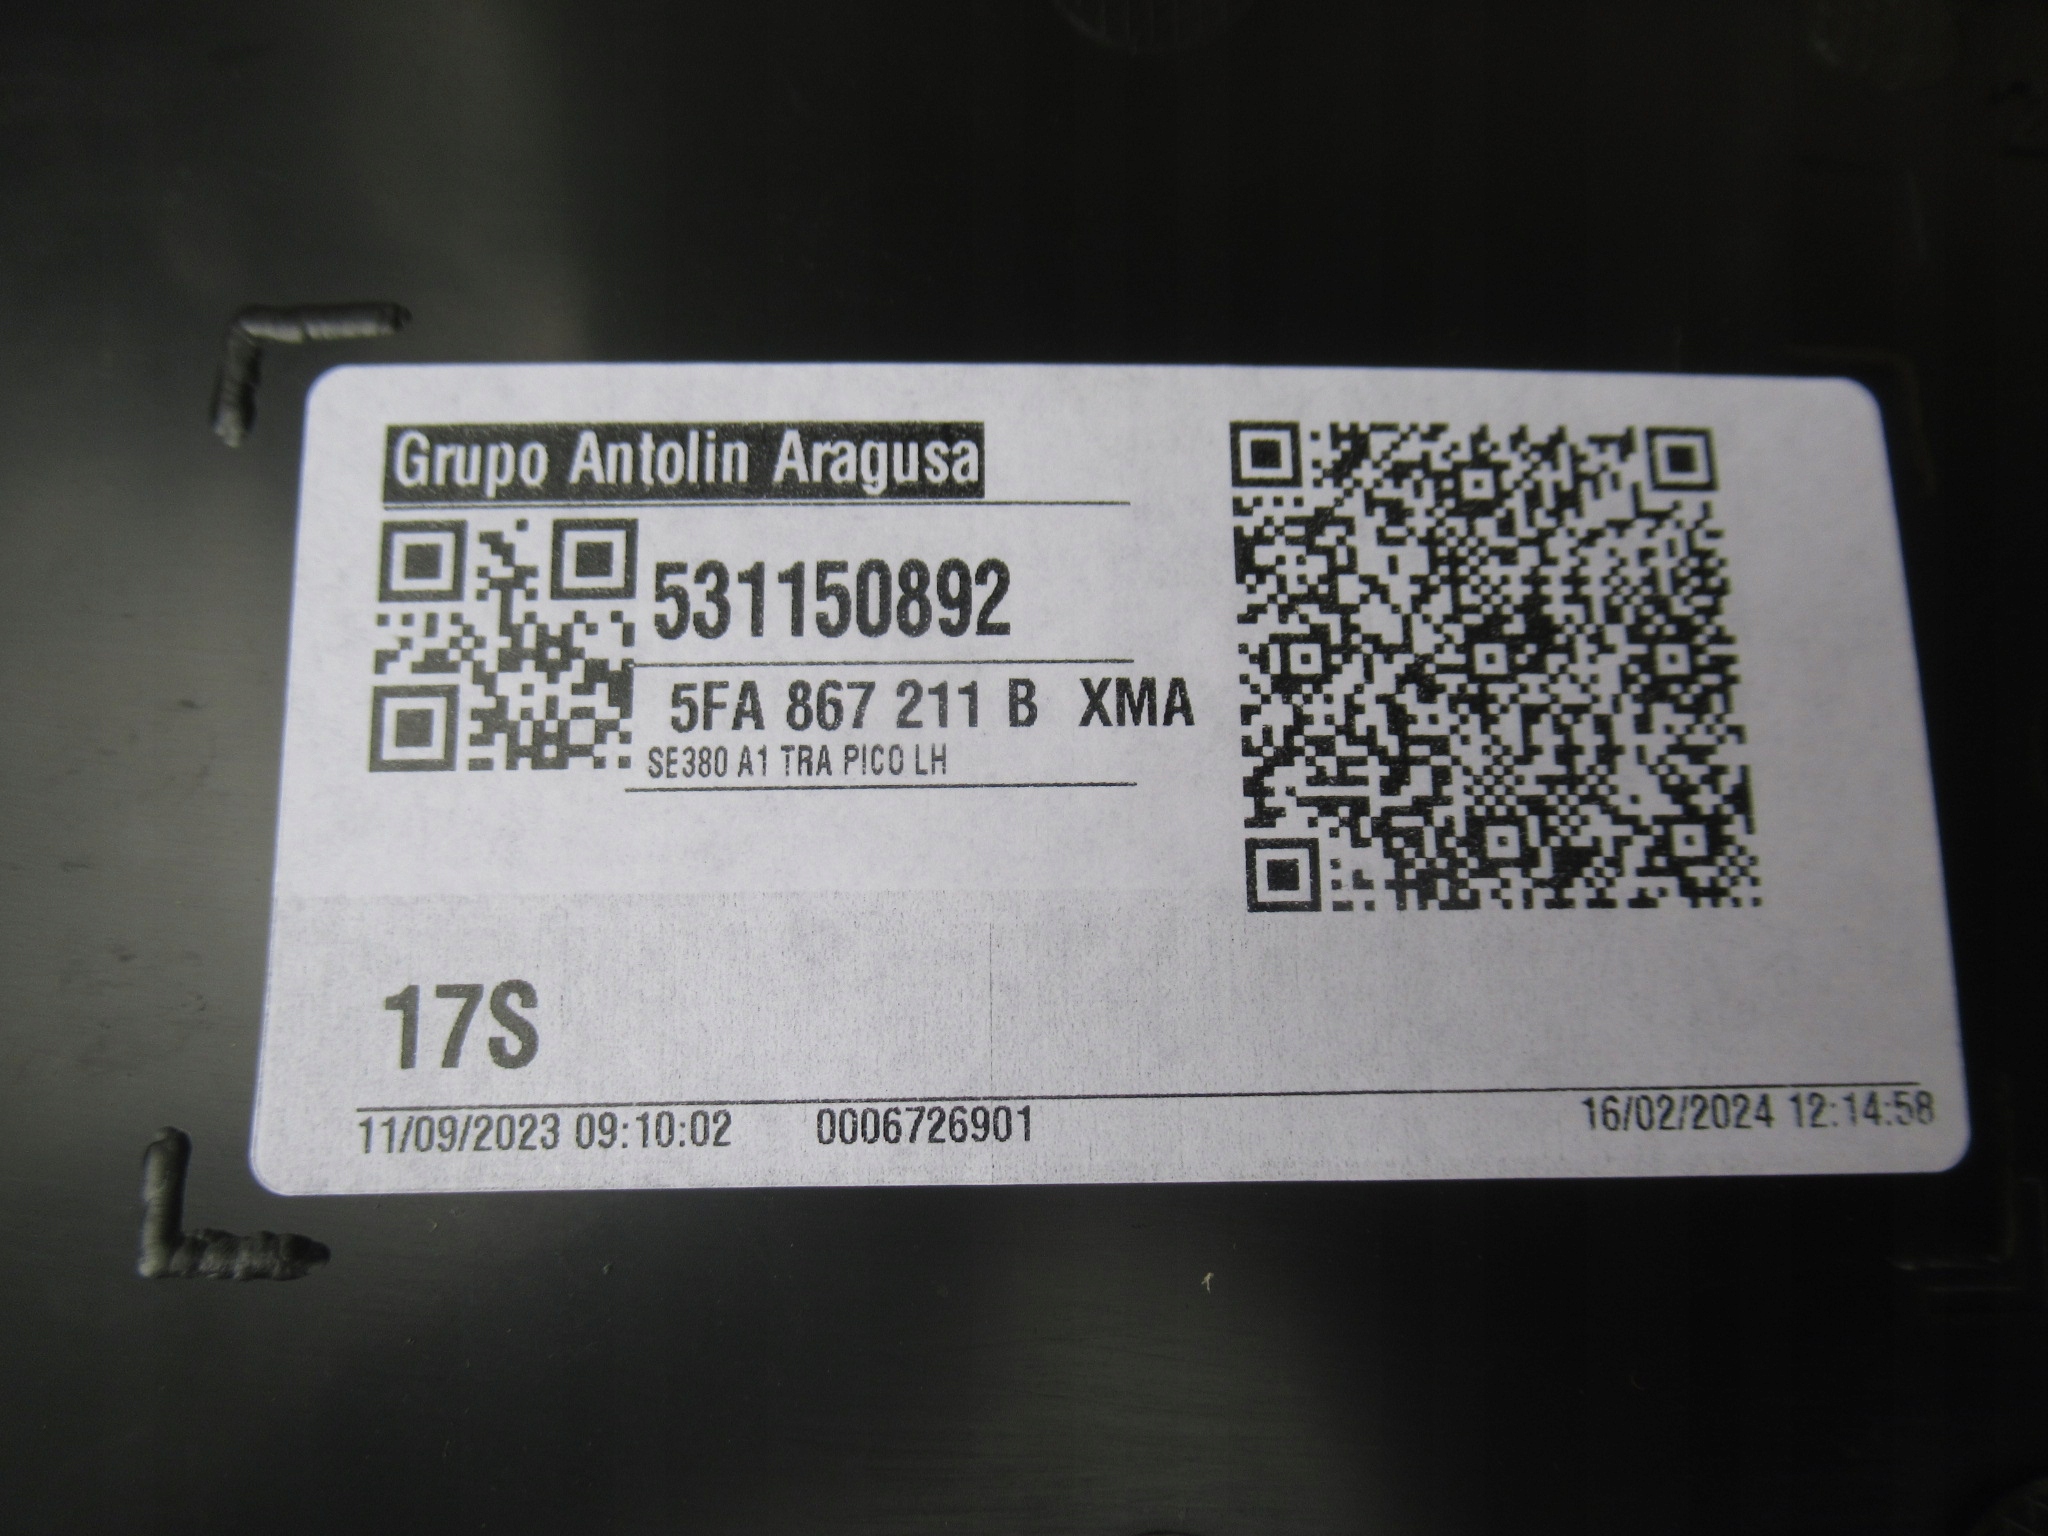 Grupo Antolin Aragusa
531150892
5FA 867 211 B XMA
SE380 A1 TRA PICO LH
17S
11/09/2023 09:10:02 0006726901 16/02/2024 12:14:58